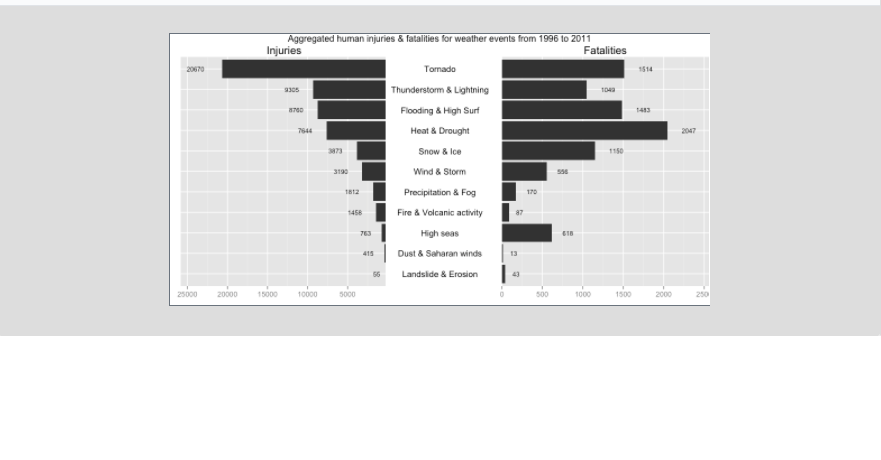 Aggregated human injuries & fatalities for weather events from 1996 to 2011
Injuries Fatalities
20670 Tornado 1514
9305 Thunderstorm & Lightning 1049
8760 Flooding & High Surf 1483
7644 Heat & Drought 2047
3873 Snow & Ice 1150
3190 Wind & Storm 556
1812 Precipitation & Fog 170
1458 Fire & Volcanic activity 87
763 High seas 618
415 Dust & Saharan winds 13
55 Landslide & Erosion 43
25000 20000 15000 10000 5000 0 500 1000 1500 2000 250